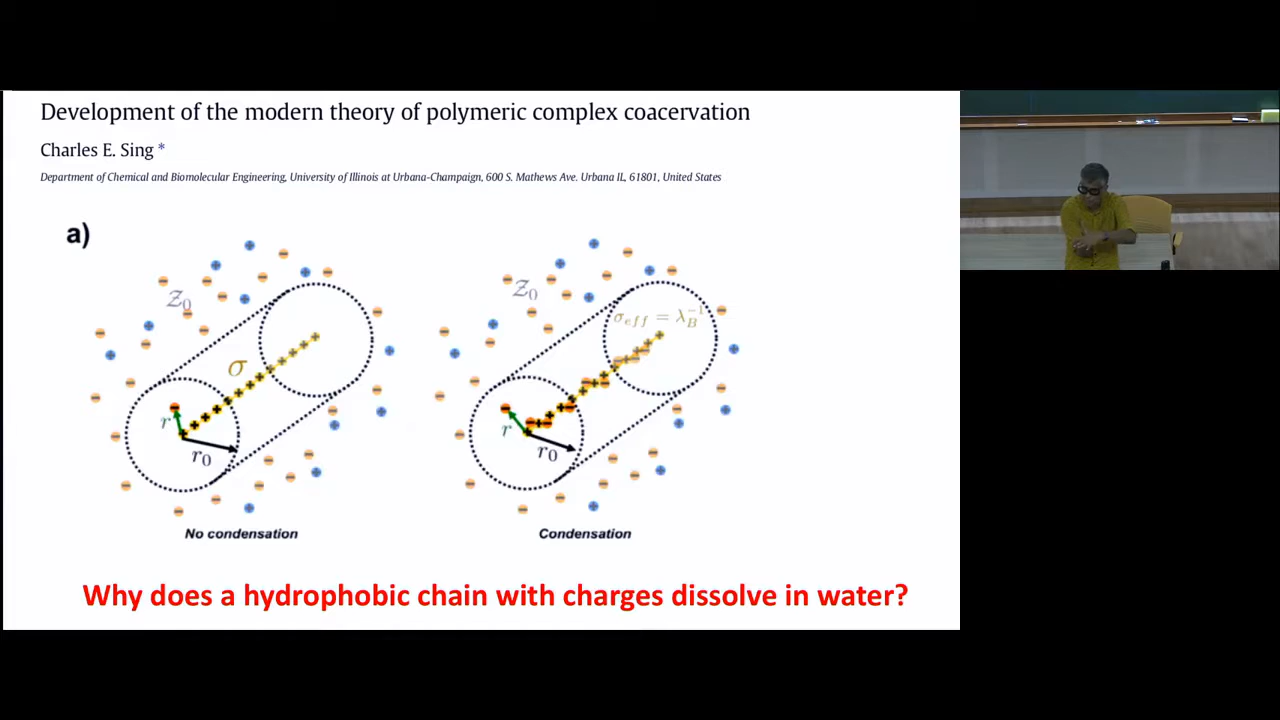 Development of the modern theory of polymeric complex coacervation
Charles E. Sing *
Department of Chemical and Biomolecular Engineering, University of Illinois at Urbana-Champaign, 600 S. Mathews Ave. Urbana IL, 61801, United States
a)
Z₀
σ
r
r₀
No condensation
Z₀
σ_eff = λ_B⁻¹
r
r₀
Condensation
Why does a hydrophobic chain with charges dissolve in water?